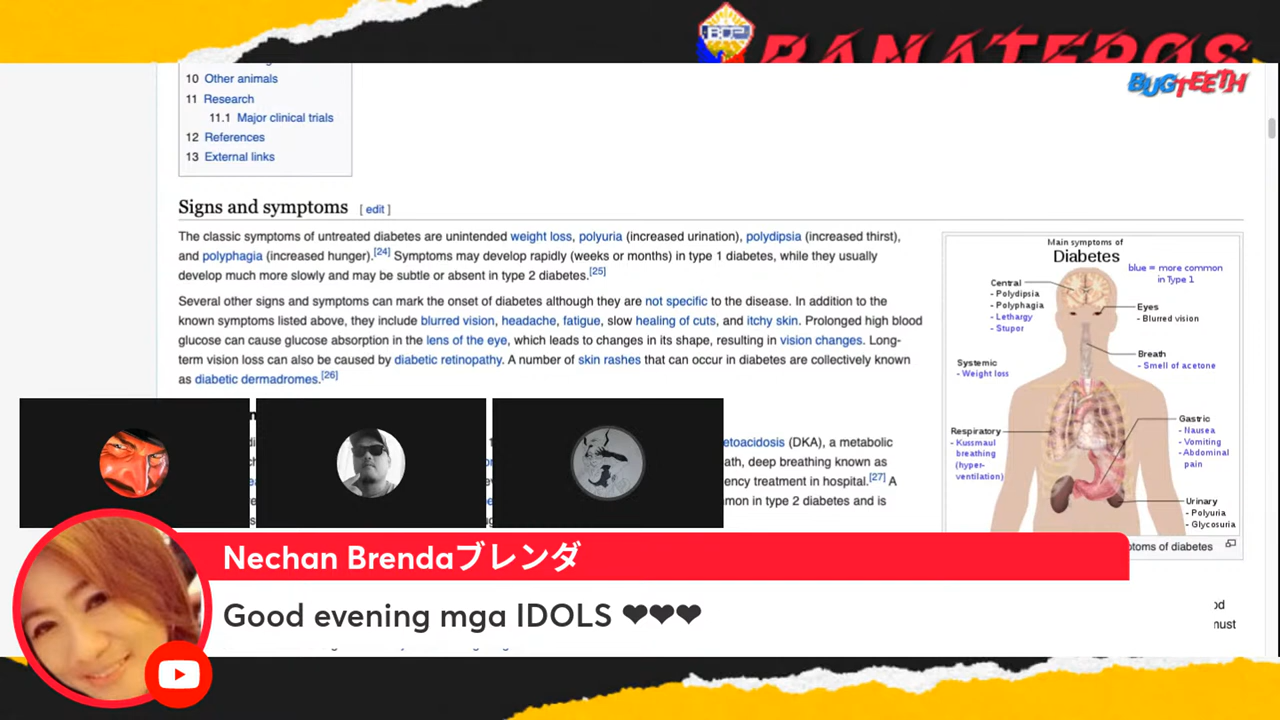 BANATEROS
BUGTEETH
10 Other animals
11 Research
11.1 Major clinical trials
12 References
13 External links
Signs and symptoms [ edit ]
The classic symptoms of untreated diabetes are unintended weight loss, polyuria (increased urination), polydipsia (increased thirst),
and polyphagia (increased hunger).[24] Symptoms may develop rapidly (weeks or months) in type 1 diabetes, while they usually
develop much more slowly and may be subtle or absent in type 2 diabetes.[25]
Several other signs and symptoms can mark the onset of diabetes although they are not specific to the disease. In addition to the
known symptoms listed above, they include blurred vision, headache, fatigue, slow healing of cuts, and itchy skin. Prolonged high blood
glucose can cause glucose absorption in the lens of the eye, which leads to changes in its shape, resulting in vision changes. Long-
term vision loss can also be caused by diabetic retinopathy. A number of skin rashes that can occur in diabetes are collectively known
as diabetic dermadromes.[26]
etoacidosis (DKA), a metabolic
ath, deep breathing known as
ency treatment in hospital.[27] A
mon in type 2 diabetes and is
Main symptoms of
Diabetes
blue = more common
in Type 1
Central
- Polydipsia
- Polyphagia
- Lethargy
- Stupor
Eyes
- Blurred vision
Breath
- Smell of acetone
Systemic
- Weight loss
Respiratory
- Kussmaul
breathing
(hyper-
ventilation)
Gastric
- Nausea
- Vomiting
- Abdominal
pain
Urinary
- Polyuria
- Glycosuria
ptoms of diabetes
od
must
Nechan Brendaブレンダ
Good evening mga IDOLS ❤❤❤